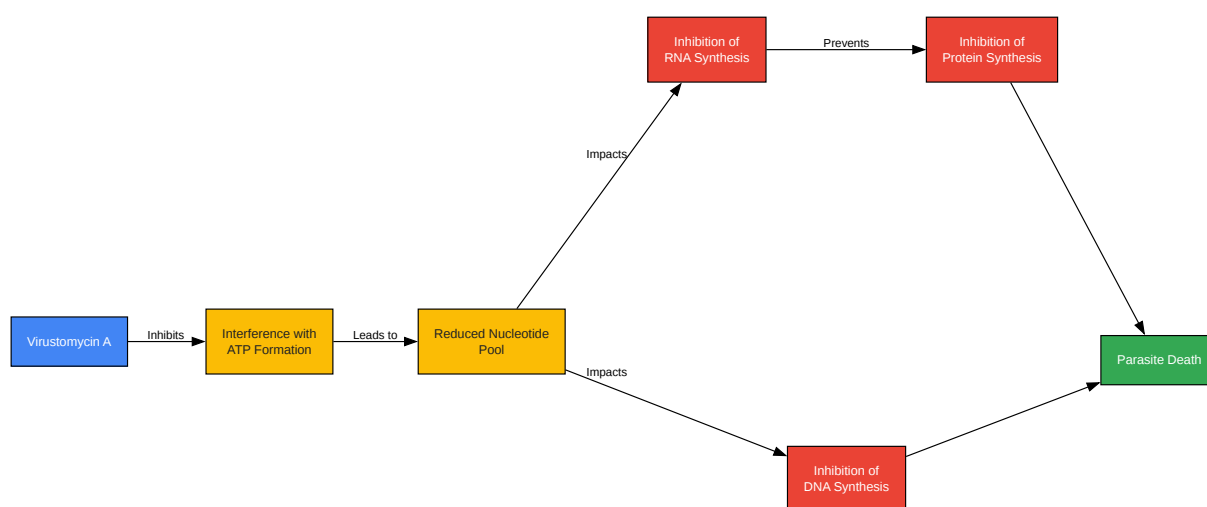 Inhibition of
RNA Synthesis
Prevents
Inhibition of
Protein Synthesis
Impacts
Virustomycin A
Inhibits
Interference with
ATP Formation
Leads to
Reduced Nucleotide
Pool
Impacts
Parasite Death
Inhibition of
DNA Synthesis